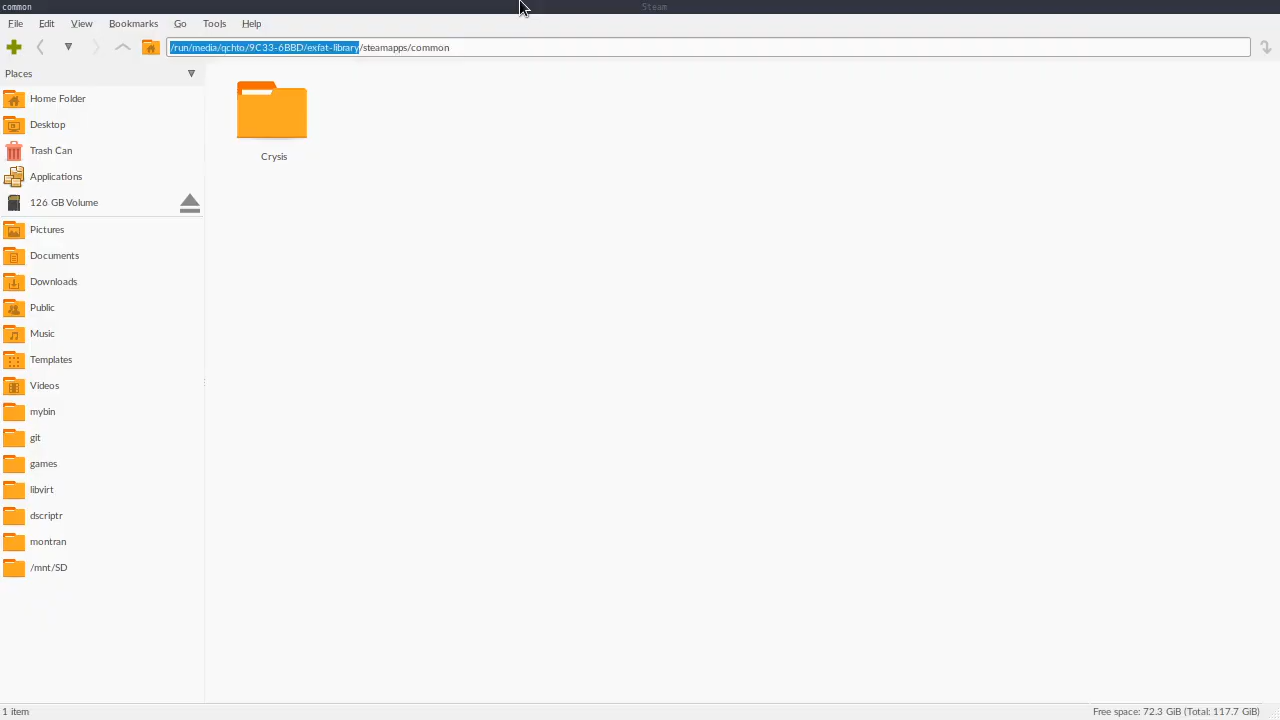 common
Steam
File Edit View Bookmarks Go Tools Help
/run/media/qchto/9C33-6BBD/exfat-library/steamapps/common
Places
Home Folder
Desktop
Trash Can
Applications
126 GB Volume
Pictures
Documents
Downloads
Public
Music
Templates
Videos
mybin
git
games
libvirt
dscriptr
montran
/mnt/SD
Crysis
1 item
Free space: 72.3 GiB (Total: 117.7 GiB)